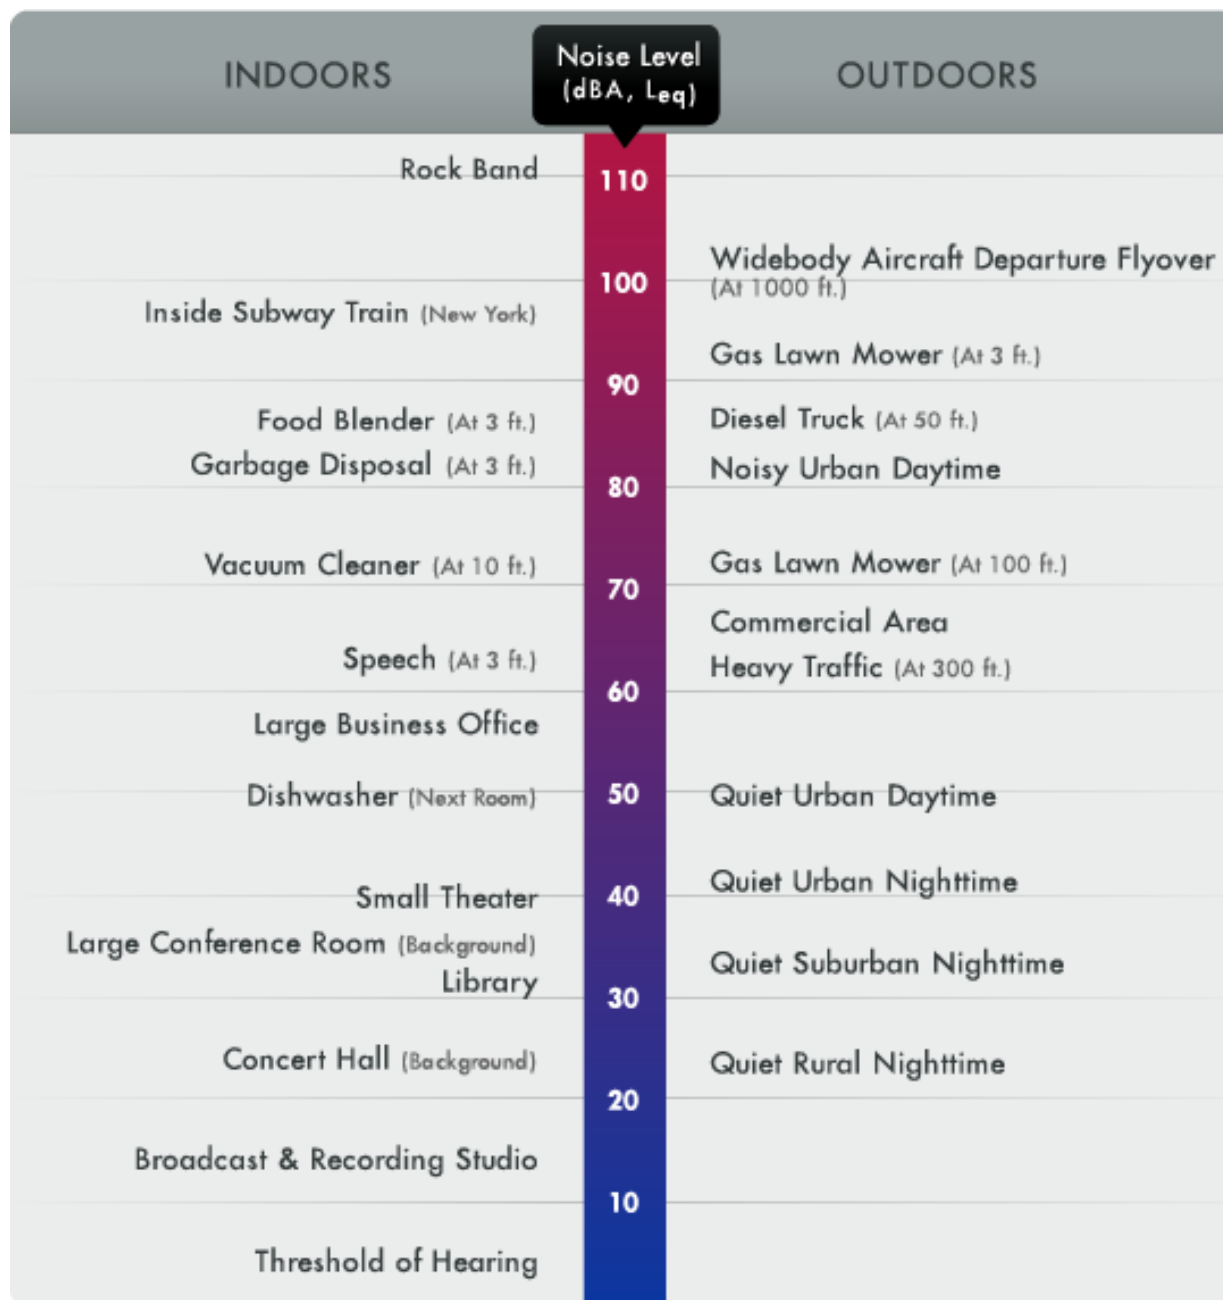 INDOORS
Noise Level
(dBA, Leq)
OUTDOORS
Rock Band
110
Widebody Aircraft Departure Flyover
(At 1000 ft.)
100
Inside Subway Train (New York)
Gas Lawn Mower (At 3 ft.)
90
Food Blender (At 3 ft.)
Diesel Truck (At 50 ft.)
Garbage Disposal (At 3 ft.)
Noisy Urban Daytime
80
Vacuum Cleaner (At 10 ft.)
Gas Lawn Mower (At 100 ft.)
70
Commercial Area
Speech (At 3 ft.)
Heavy Traffic (At 300 ft.)
60
Large Business Office
Dishwasher (Next Room)
50
Quiet Urban Daytime
Quiet Urban Nighttime
Small Theater
40
Large Conference Room (Background)
Quiet Suburban Nighttime
Library
30
Concert Hall (Background)
Quiet Rural Nighttime
20
Broadcast & Recording Studio
10
Threshold of Hearing